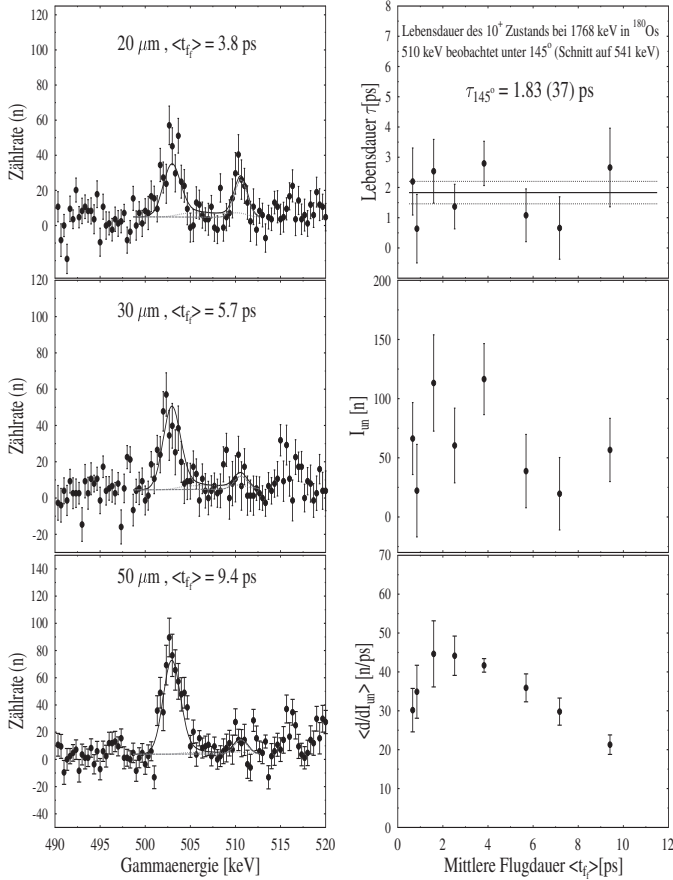 20 μm , <t_f_f> = 3.8 ps
Zählrate (n)
120
100
80
60
40
20
0
30 μm , <t_f_f> = 5.7 ps
Zählrate (n)
120
100
80
60
40
20
0
-20
50 μm , <t_f_f> = 9.4 ps
Zählrate (n)
140
120
100
80
60
40
20
0
-20
-40
490 495 500 505 510 515 520
Gammaenergie [keV]
Lebensdauer des 10⁺ Zustands bei 1768 keV in ¹⁸⁰Os
510 keV beobachtet unter 145° (Schnitt auf 541 keV)
τ145° = 1.83 (37) ps
Lebensdauer τ[ps]
8
7
6
5
4
3
2
1
0
I_un [n]
200
150
100
50
0
<d/dI_un> [n/ps]
70
60
50
40
30
20
10
0
0 2 4 6 8 10 12
Mittlere Flugdauer <t_f_f>[ps]